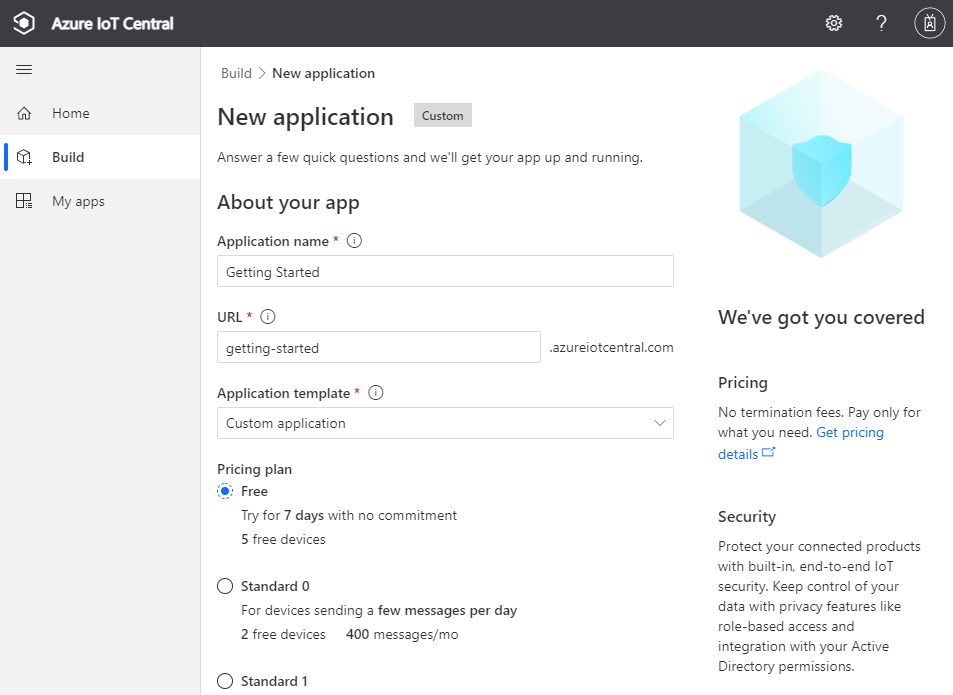 Azure IoT Central
?
Home
Build
My apps
Build > New application
New application Custom
Answer a few quick questions and we'll get your app up and running.
About your app
Application name *
Getting Started
URL *
getting-started .azureiotcentral.com
Application template *
Custom application
Pricing plan
Free
Try for 7 days with no commitment
5 free devices
Standard 0
For devices sending a few messages per day
2 free devices 400 messages/mo
Standard 1
We've got you covered
Pricing
No termination fees. Pay only for
what you need. Get pricing
details
Security
Protect your connected products
with built-in, end-to-end IoT
security. Keep control of your
data with privacy features like
role-based access and
integration with your Active
Directory permissions.